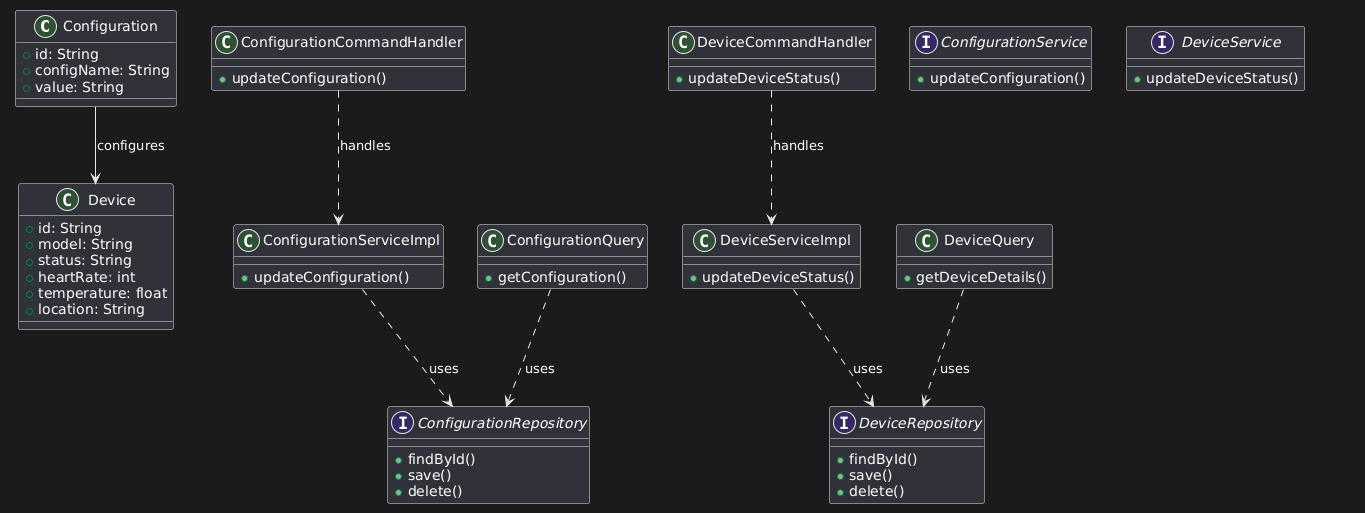 C Configuration
id: String
configName: String
value: String
configures
C Device
id: String
model: String
status: String
heartRate: int
temperature: float
location: String
C ConfigurationCommandHandler
updateConfiguration()
handles
C ConfigurationServiceImpl
updateConfiguration()
uses
C ConfigurationQuery
getConfiguration()
uses
I ConfigurationRepository
findById()
save()
delete()
C DeviceCommandHandler
updateDeviceStatus()
handles
C DeviceServiceImpl
updateDeviceStatus()
uses
C DeviceQuery
getDeviceDetails()
uses
I DeviceRepository
findById()
save()
delete()
I ConfigurationService
updateConfiguration()
I DeviceService
updateDeviceStatus()